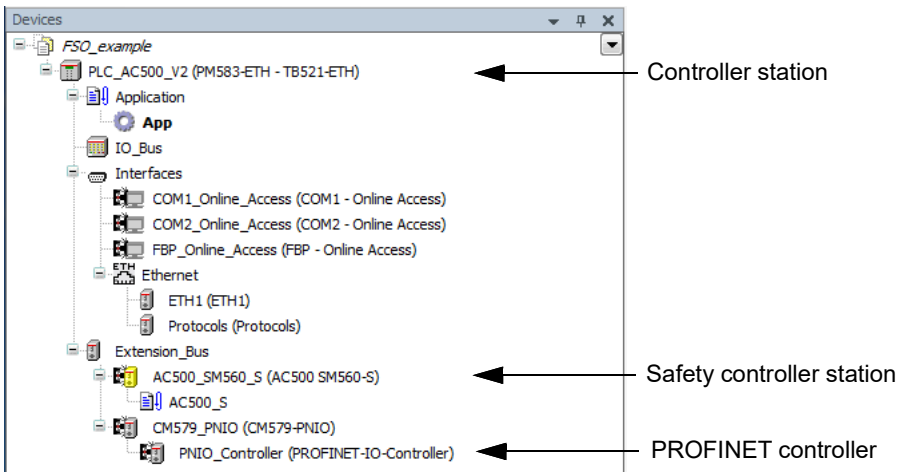 Devices
FSO_example
PLC_AC500_V2 (PM583-ETH - TB521-ETH) Controller station
Application
App
IO_Bus
Interfaces
COM1_Online_Access (COM1 - Online Access)
COM2_Online_Access (COM2 - Online Access)
FBP_Online_Access (FBP - Online Access)
ETH Ethernet
ETH1 (ETH1)
Protocols (Protocols)
Extension_Bus
AC500_SM560_S (AC500 SM560-S) Safety controller station
AC500_S
CM579_PNIO (CM579-PNIO)
PNIO_Controller (PROFINET-IO-Controller) PROFINET controller